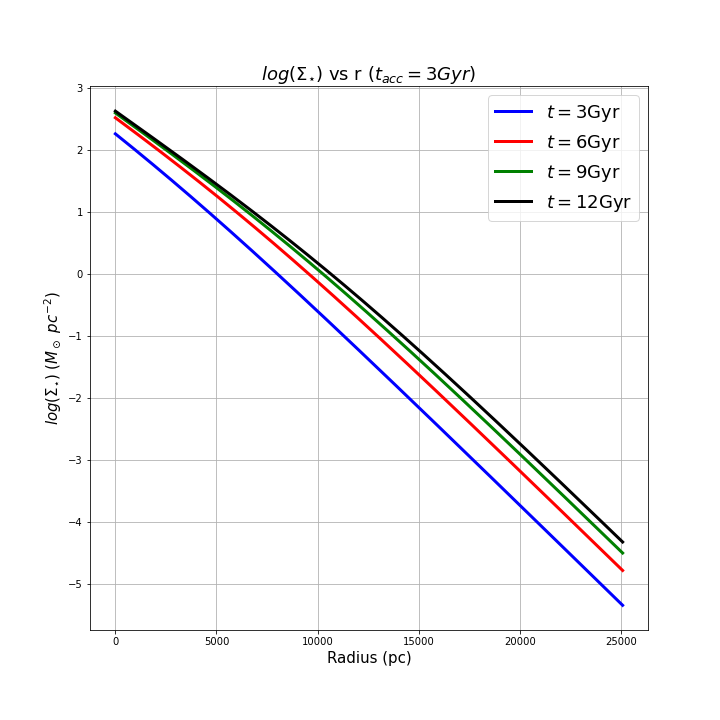 log(Σ⋆) vs r (t_acc = 3Gyr)
t = 3Gyr
t = 6Gyr
t = 9Gyr
t = 12Gyr
log(Σ⋆) (M⊙ pc⁻²)
3
2
1
0
−1
−2
−3
−4
−5
0 5000 10000 15000 20000 25000
Radius (pc)